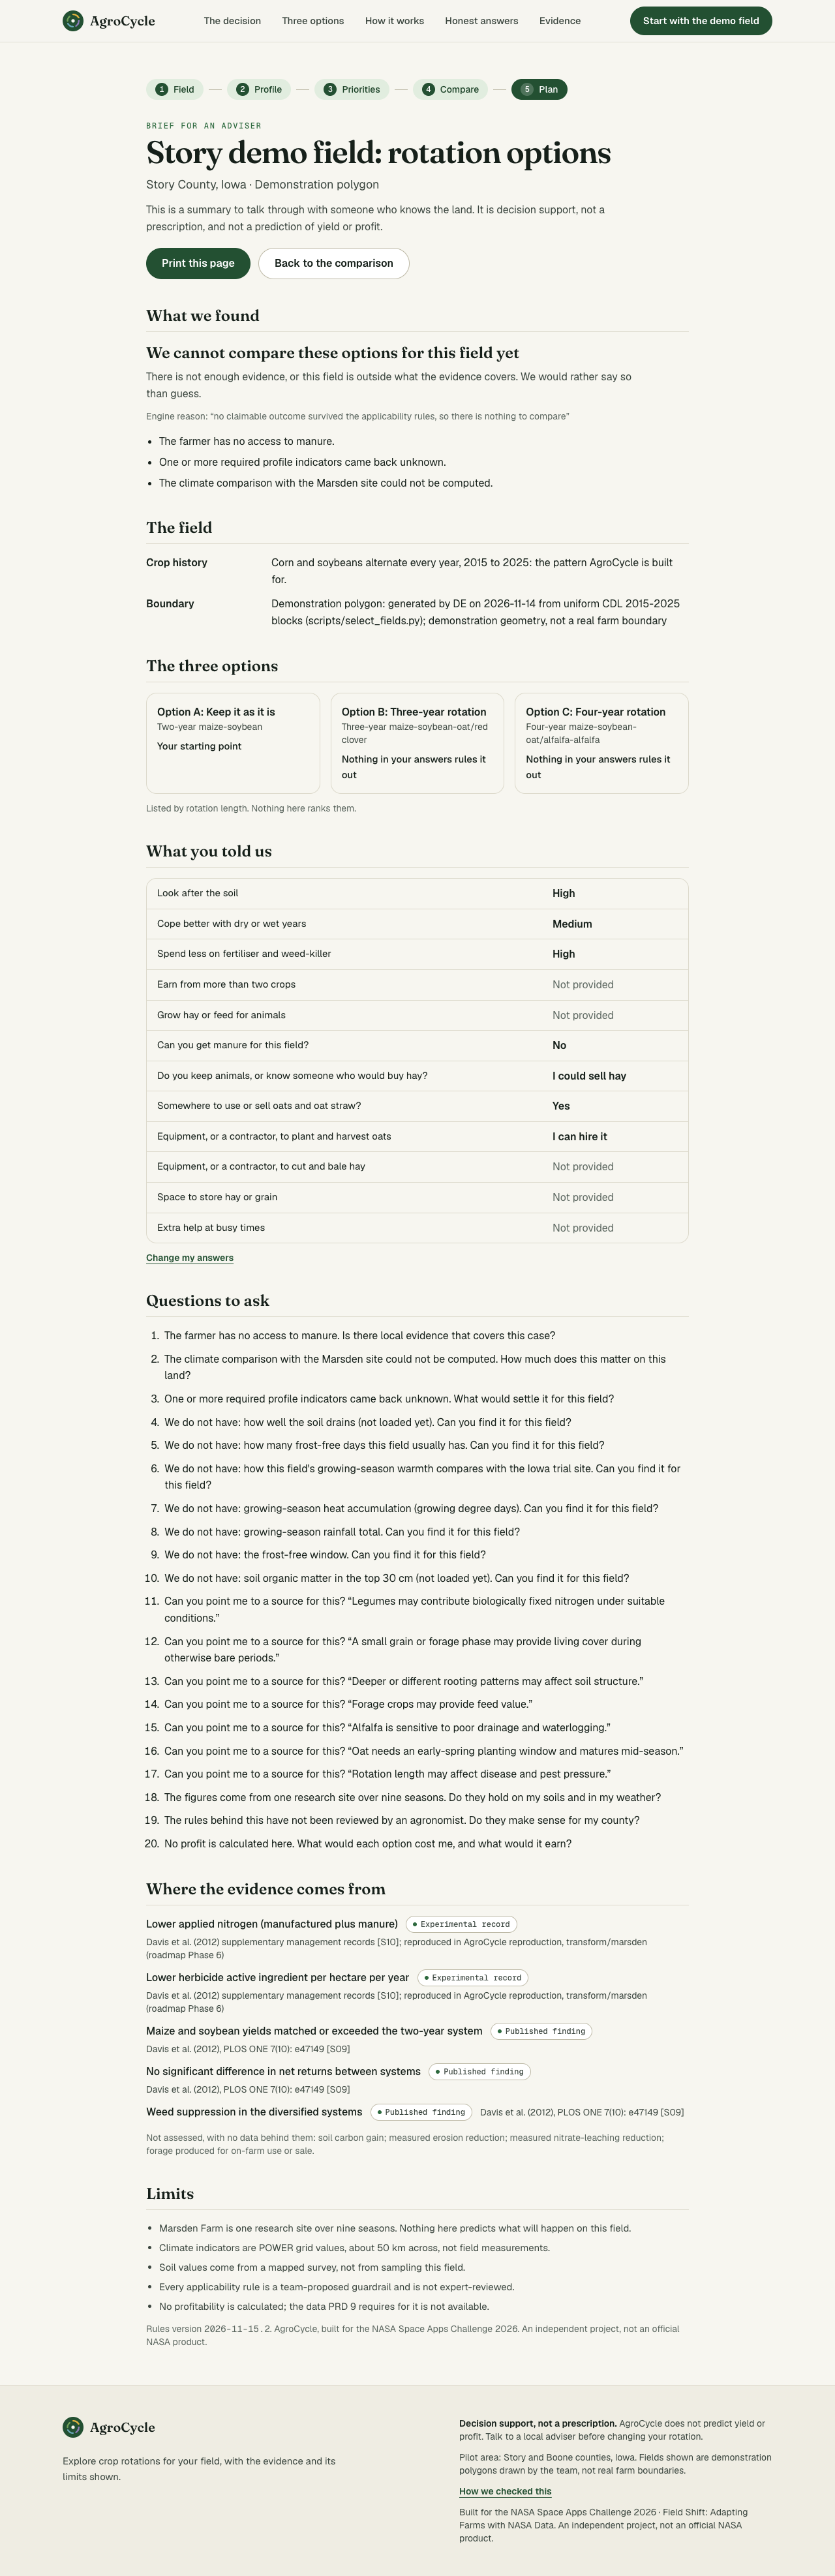 AgroCycle
The decision
Three options
How it works
Honest answers
Evidence
Start with the demo field
1 Field
2 Profile
3 Priorities
4 Compare
5 Plan
BRIEF FOR AN ADVISER
Story demo field: rotation options
Story County, Iowa · Demonstration polygon
This is a summary to talk through with someone who knows the land. It is decision support, not a
prescription, and not a prediction of yield or profit.
Print this page
Back to the comparison
What we found
We cannot compare these options for this field yet
There is not enough evidence, or this field is outside what the evidence covers. We would rather say so
than guess.
Engine reason: “no claimable outcome survived the applicability rules, so there is nothing to compare”
• The farmer has no access to manure.
• One or more required profile indicators came back unknown.
• The climate comparison with the Marsden site could not be computed.
The field
Crop history
Corn and soybeans alternate every year, 2015 to 2025: the pattern AgroCycle is built
for.
Boundary
Demonstration polygon: generated by DE on 2026-11-14 from uniform CDL 2015-2025
blocks (scripts/select_fields.py); demonstration geometry, not a real farm boundary
The three options
Option A: Keep it as it is
Two-year maize-soybean
Your starting point
Option B: Three-year rotation
Three-year maize-soybean-oat/red
clover
Nothing in your answers rules it
out
Option C: Four-year rotation
Four-year maize-soybean-
oat/alfalfa-alfalfa
Nothing in your answers rules it
out
Listed by rotation length. Nothing here ranks them.
What you told us
Look after the soil High
Cope better with dry or wet years Medium
Spend less on fertiliser and weed-killer High
Earn from more than two crops Not provided
Grow hay or feed for animals Not provided
Can you get manure for this field? No
Do you keep animals, or know someone who would buy hay? I could sell hay
Somewhere to use or sell oats and oat straw? Yes
Equipment, or a contractor, to plant and harvest oats I can hire it
Equipment, or a contractor, to cut and bale hay Not provided
Space to store hay or grain Not provided
Extra help at busy times Not provided
Change my answers
Questions to ask
1. The farmer has no access to manure. Is there local evidence that covers this case?
2. The climate comparison with the Marsden site could not be computed. How much does this matter on this
land?
3. One or more required profile indicators came back unknown. What would settle it for this field?
4. We do not have: how well the soil drains (not loaded yet). Can you find it for this field?
5. We do not have: how many frost-free days this field usually has. Can you find it for this field?
6. We do not have: how this field's growing-season warmth compares with the Iowa trial site. Can you find it for
this field?
7. We do not have: growing-season heat accumulation (growing degree days). Can you find it for this field?
8. We do not have: growing-season rainfall total. Can you find it for this field?
9. We do not have: the frost-free window. Can you find it for this field?
10. We do not have: soil organic matter in the top 30 cm (not loaded yet). Can you find it for this field?
11. Can you point me to a source for this? “Legumes may contribute biologically fixed nitrogen under suitable
conditions.”
12. Can you point me to a source for this? “A small grain or forage phase may provide living cover during
otherwise bare periods.”
13. Can you point me to a source for this? “Deeper or different rooting patterns may affect soil structure.”
14. Can you point me to a source for this? “Forage crops may provide feed value.”
15. Can you point me to a source for this? “Alfalfa is sensitive to poor drainage and waterlogging.”
16. Can you point me to a source for this? “Oat needs an early-spring planting window and matures mid-season.”
17. Can you point me to a source for this? “Rotation length may affect disease and pest pressure.”
18. The figures come from one research site over nine seasons. Do they hold on my soils and in my weather?
19. The rules behind this have not been reviewed by an agronomist. Do they make sense for my county?
20. No profit is calculated here. What would each option cost me, and what would it earn?
Where the evidence comes from
Lower applied nitrogen (manufactured plus manure) • Experimental record
Davis et al. (2012) supplementary management records [S10]; reproduced in AgroCycle reproduction, transform/marsden
(roadmap Phase 6)
Lower herbicide active ingredient per hectare per year • Experimental record
Davis et al. (2012) supplementary management records [S10]; reproduced in AgroCycle reproduction, transform/marsden
(roadmap Phase 6)
Maize and soybean yields matched or exceeded the two-year system • Published finding
Davis et al. (2012), PLOS ONE 7(10): e47149 [S09]
No significant difference in net returns between systems • Published finding
Davis et al. (2012), PLOS ONE 7(10): e47149 [S09]
Weed suppression in the diversified systems • Published finding Davis et al. (2012), PLOS ONE 7(10): e47149 [S09]
Not assessed, with no data behind them: soil carbon gain; measured erosion reduction; measured nitrate-leaching reduction;
forage produced for on-farm use or sale.
Limits
• Marsden Farm is one research site over nine seasons. Nothing here predicts what will happen on this field.
• Climate indicators are POWER grid values, about 50 km across, not field measurements.
• Soil values come from a mapped survey, not from sampling this field.
• Every applicability rule is a team-proposed guardrail and is not expert-reviewed.
• No profitability is calculated; the data PRD 9 requires for it is not available.
Rules version 2026-11-15.2. AgroCycle, built for the NASA Space Apps Challenge 2026. An independent project, not an official
NASA product.
AgroCycle
Explore crop rotations for your field, with the evidence and its
limits shown.
Decision support, not a prescription. AgroCycle does not predict yield or
profit. Talk to a local adviser before changing your rotation.
Pilot area: Story and Boone counties, Iowa. Fields shown are demonstration
polygons drawn by the team, not real farm boundaries.
How we checked this
Built for the NASA Space Apps Challenge 2026 · Field Shift: Adapting
Farms with NASA Data. An independent project, not an official NASA
product.